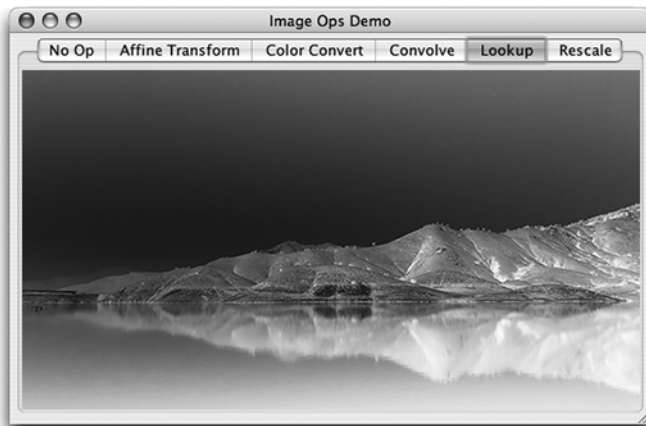 Image Ops Demo
No Op Affine Transform Color Convert Convolve Lookup Rescale